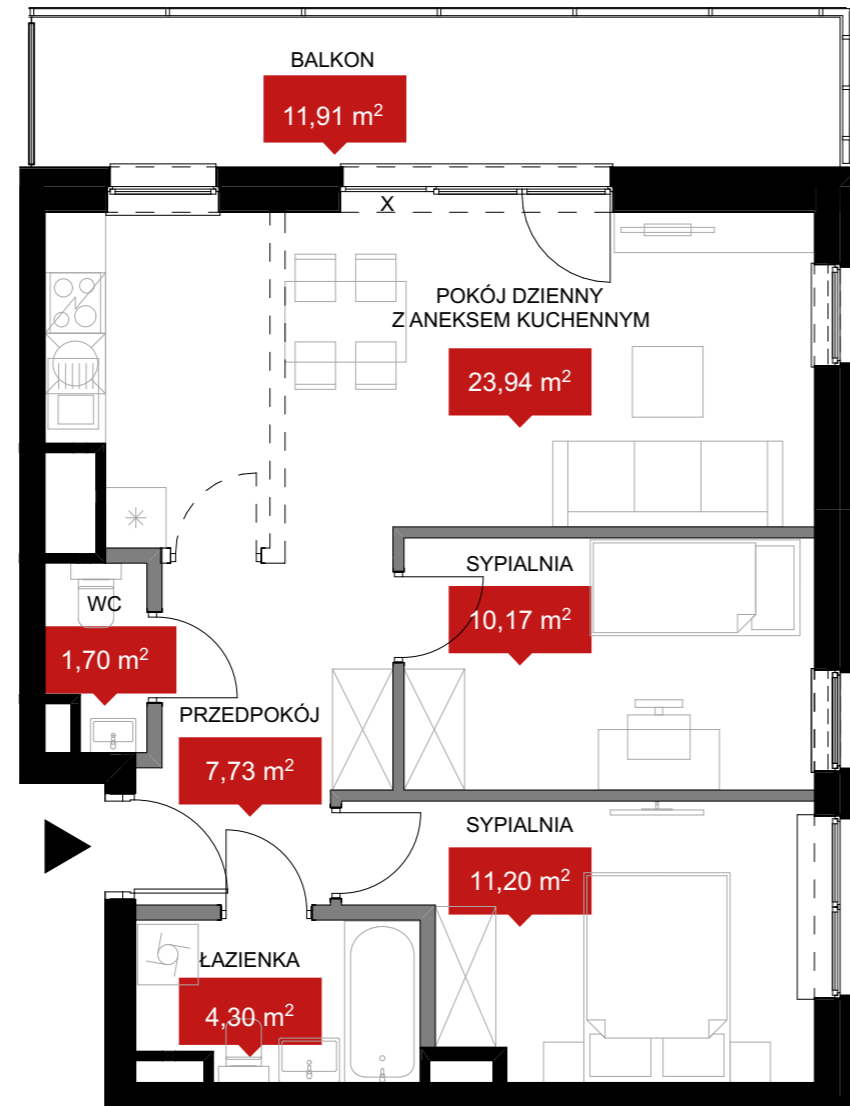 BALKON
11,91 m²
X
POKÓJ DZIENNY
Z ANEKSEM KUCHENNYM
23,94 m²
SYPIALNIA
10,17 m²
WC
1,70 m²
PRZEDPOKÓJ
7,73 m²
SYPIALNIA
11,20 m²
ŁAZIENKA
4,30 m²